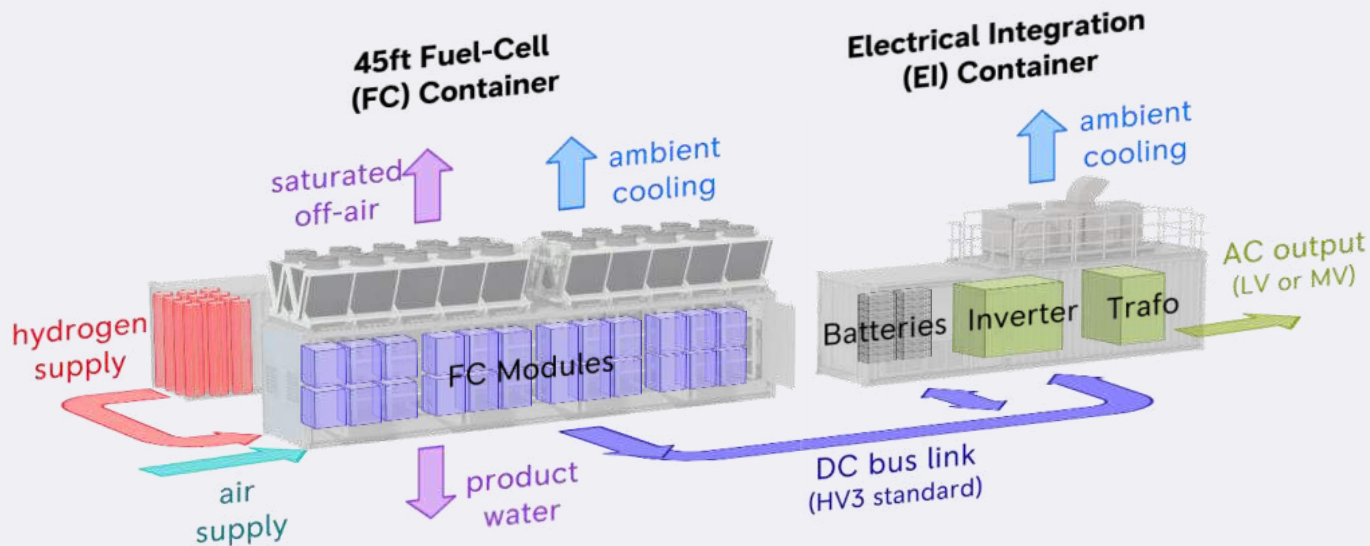 45ft Fuel-Cell
(FC) Container
Electrical Integration
(EI) Container
saturated
off-air
ambient
cooling
ambient
cooling
hydrogen
supply
FC Modules
Batteries
Inverter
Trafo
AC output
(LV or MV)
air
supply
product
water
DC bus link
(HV3 standard)